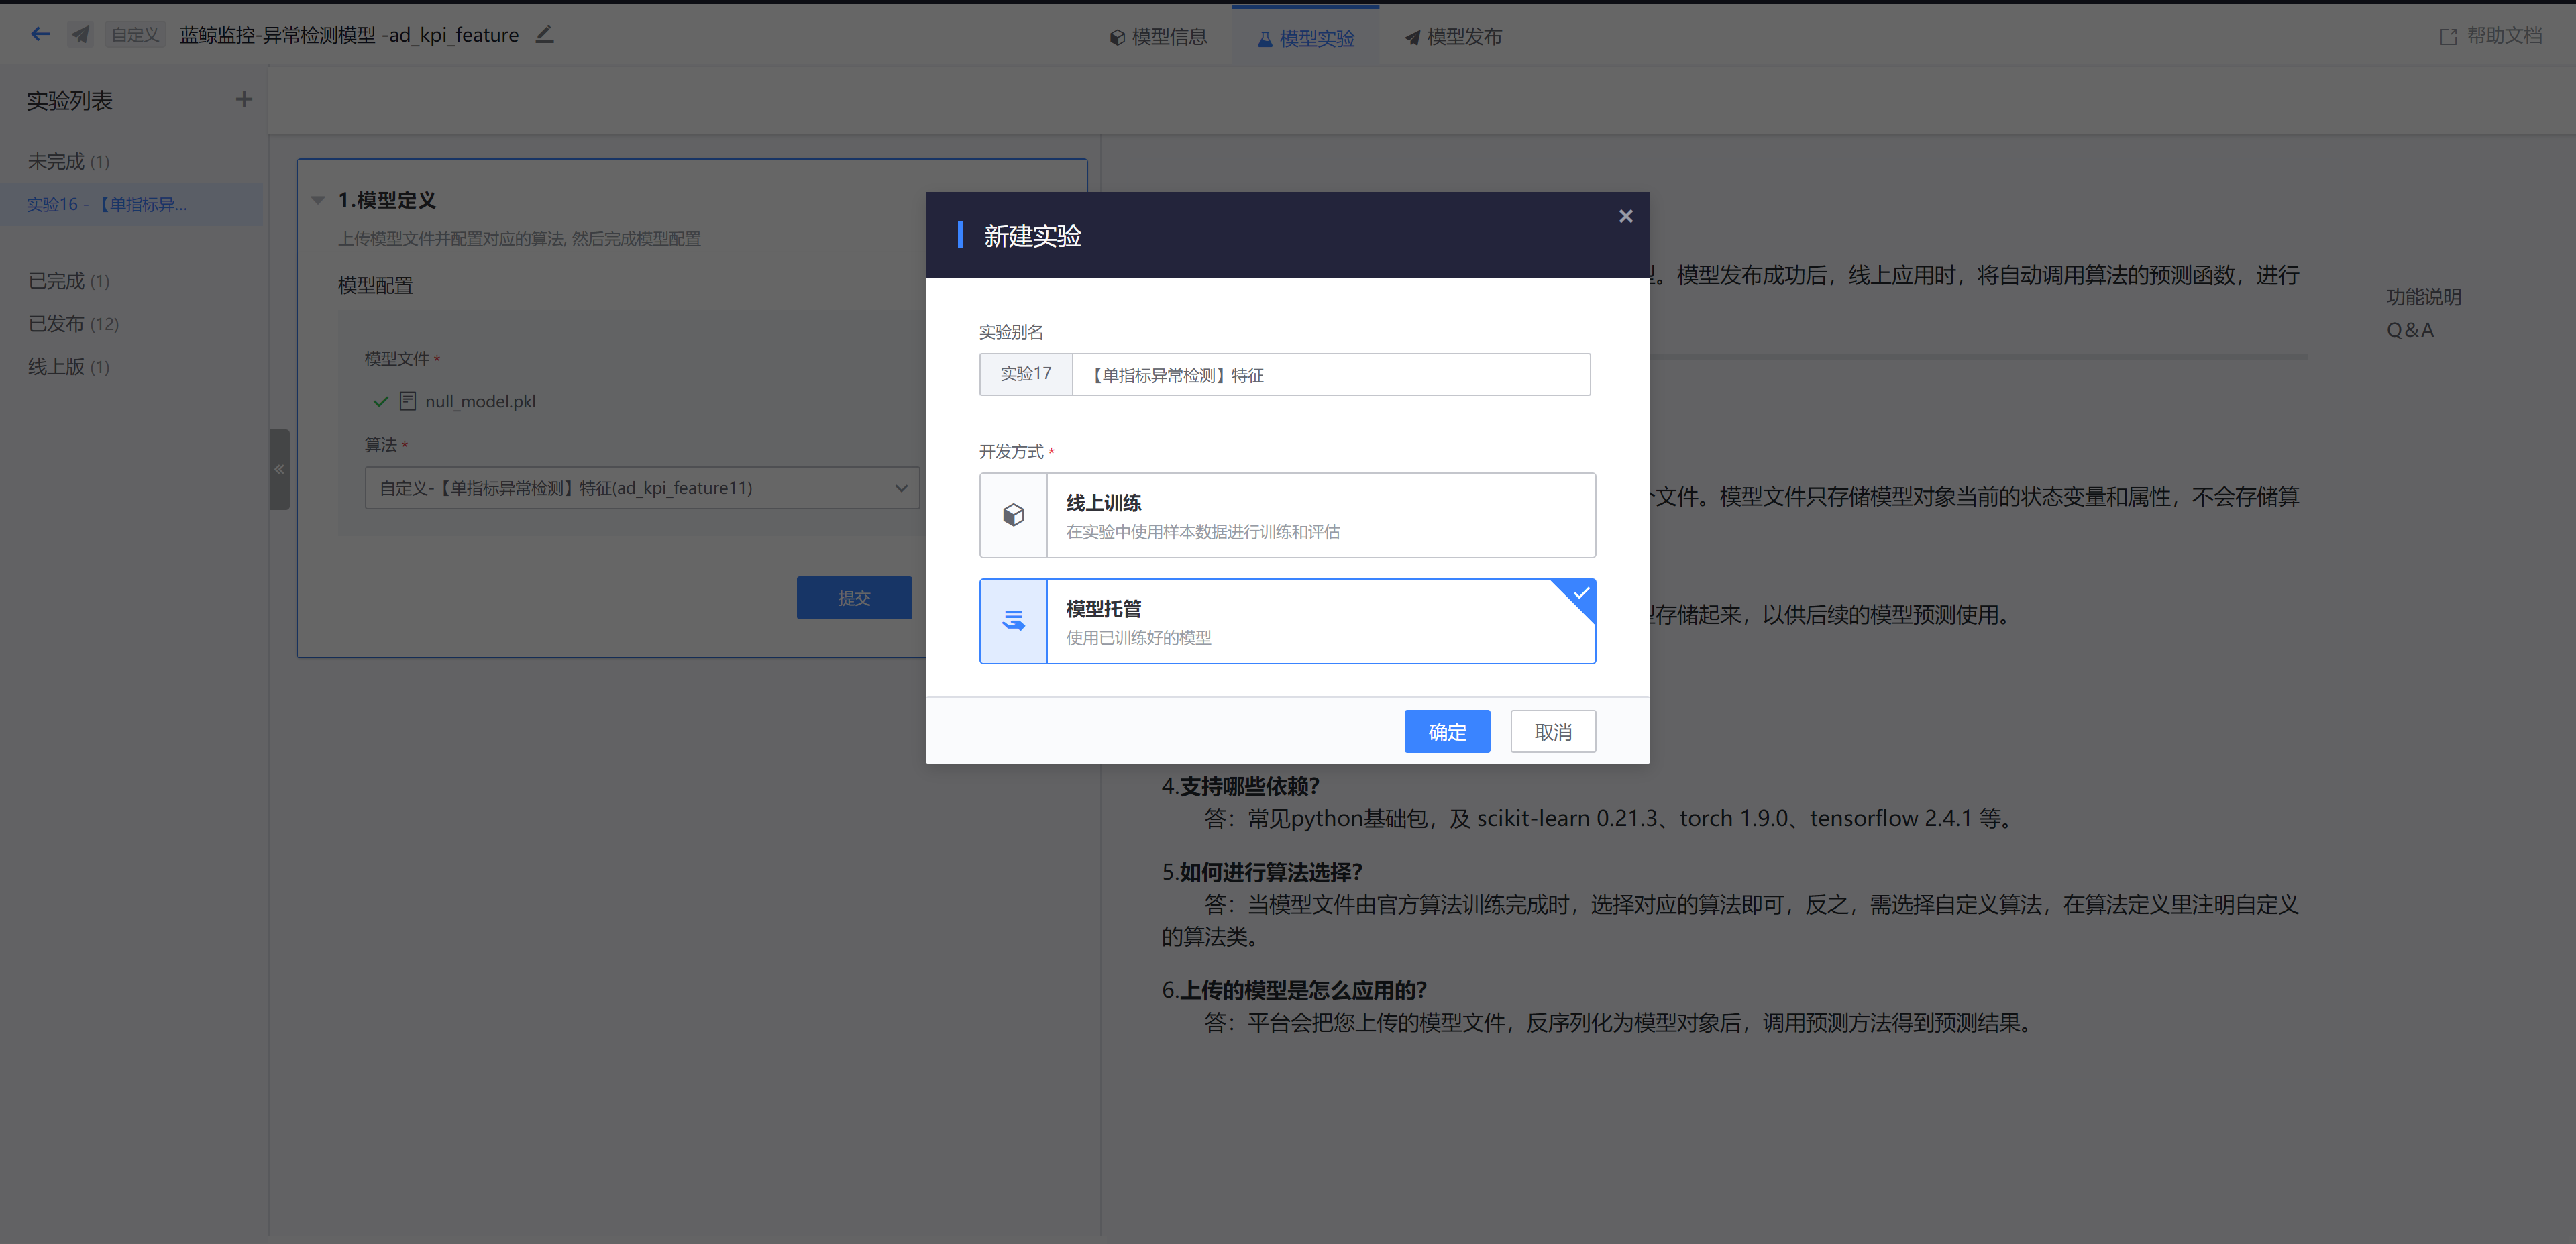 自定义
蓝鲸监控-异常检测模型 -ad_kpi_feature
模型信息
模型实验
模型发布
帮助文档
实验列表
未完成 (1)
实验16 - 【单指标异...
已完成 (1)
已发布 (12)
线上版 (1)
1.模型定义
上传模型文件并配置对应的算法, 然后完成模型配置
模型配置
模型文件 *
null_model.pkl
算法 *
自定义-【单指标异常检测】特征(ad_kpi_feature11)
提交
新建实验
实验别名
实验17
【单指标异常检测】特征
开发方式 *
线上训练
在实验中使用样本数据进行训练和评估
模型托管
使用已训练好的模型
确定
取消
。模型发布成功后，线上应用时，将自动调用算法的预测函数，进行
文件。模型文件只存储模型对象当前的状态变量和属性，不会存储算
存储起来，以供后续的模型预测使用。
4.支持哪些依赖？
答：常见python基础包，及 scikit-learn 0.21.3、torch 1.9.0、tensorflow 2.4.1 等。
5.如何进行算法选择？
答：当模型文件由官方算法训练完成时，选择对应的算法即可，反之，需选择自定义算法，在算法定义里注明自定义
的算法类。
6.上传的模型是怎么应用的？
答：平台会把您上传的模型文件，反序列化为模型对象后，调用预测方法得到预测结果。
功能说明
Q&A